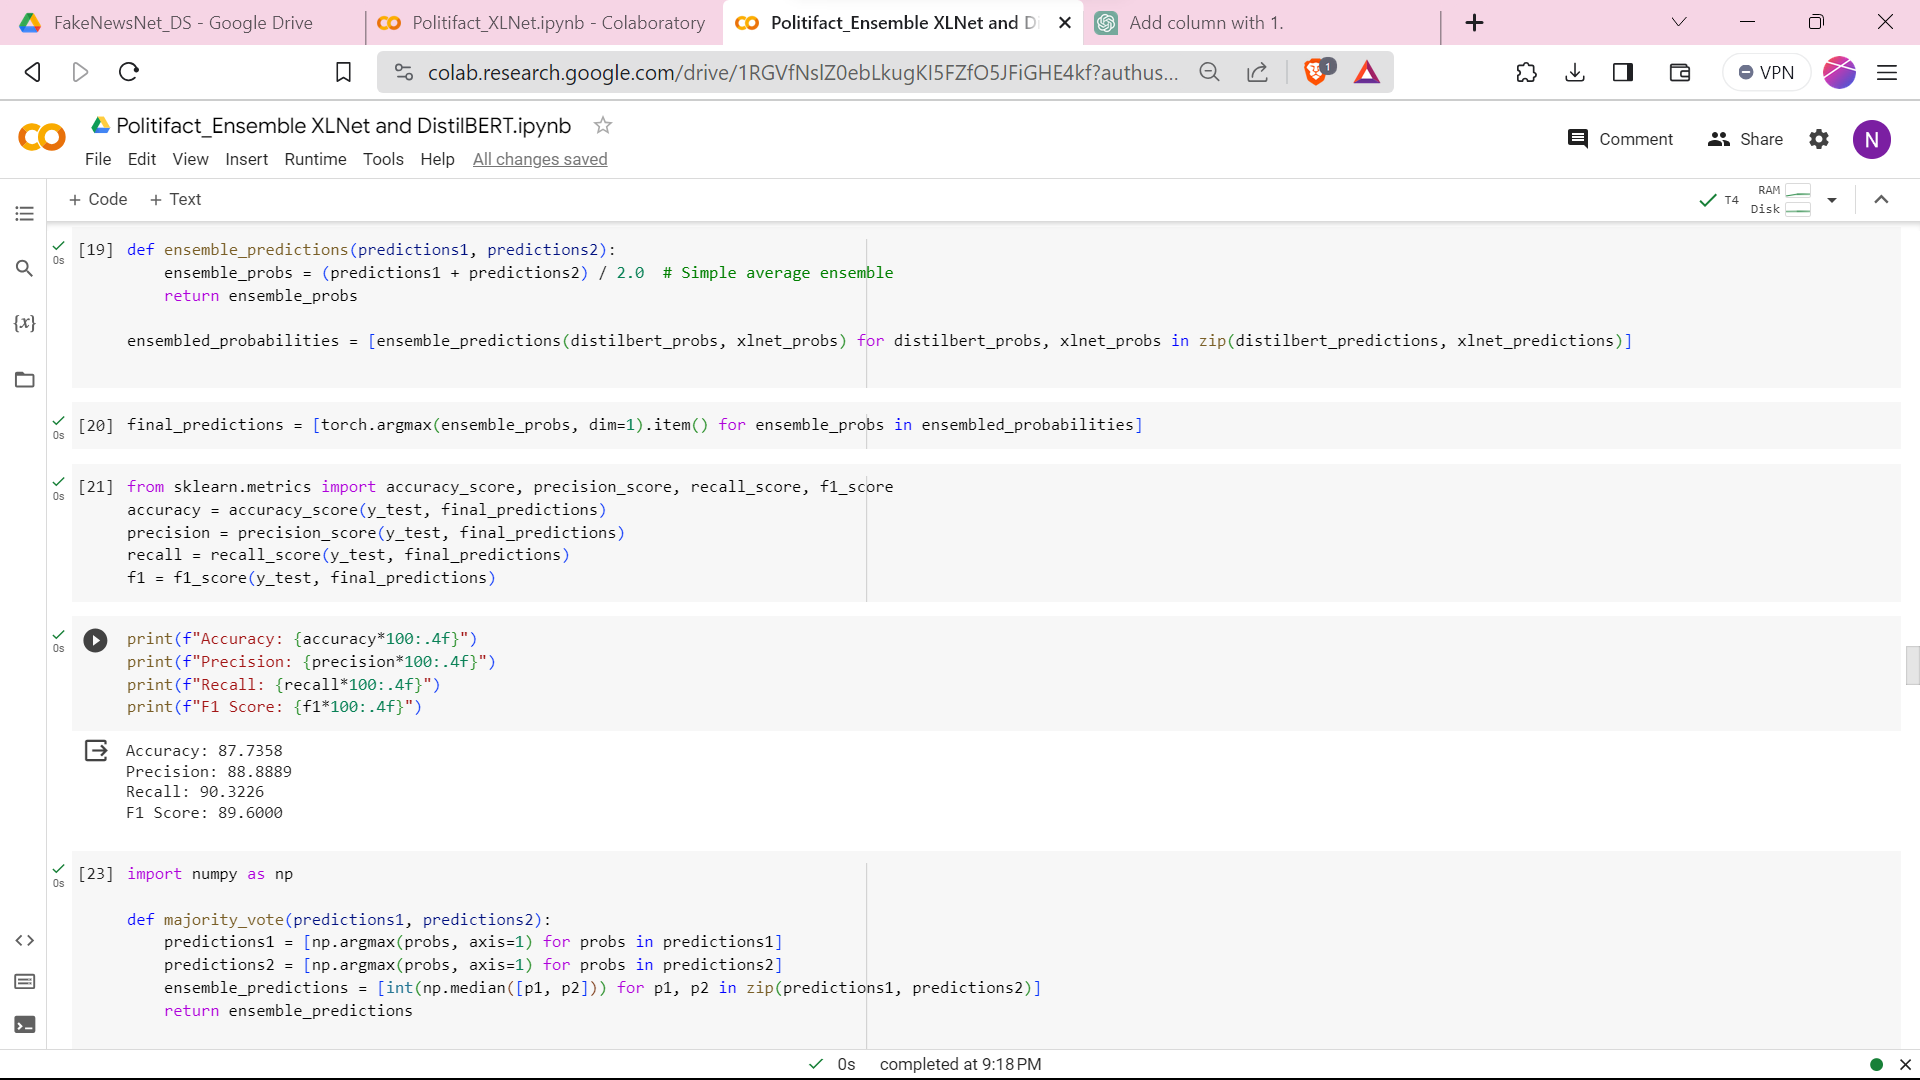 FakeNewsNet_DS - Google Drive
Politifact_XLNet.ipynb - Colaboratory
Politifact_Ensemble XLNet and Di
Add column with 1.
colab.research.google.com/drive/1RGVfNslZ0ebLkugKI5FZfO5JFiGHE4kf?authus...
1
VPN
Politifact_Ensemble XLNet and DistilBERT.ipynb
Comment
Share
N
File Edit View Insert Runtime Tools Help All changes saved
+ Code + Text
T4
RAM
Disk
{x}
0s
[19] def ensemble_predictions(predictions1, predictions2):
    ensemble_probs = (predictions1 + predictions2) / 2.0  # Simple average ensemble
    return ensemble_probs
ensembled_probabilities = [ensemble_predictions(distilbert_probs, xlnet_probs) for distilbert_probs, xlnet_probs in zip(distilbert_predictions, xlnet_predictions)]
0s
[20] final_predictions = [torch.argmax(ensemble_probs, dim=1).item() for ensemble_probs in ensembled_probabilities]
0s
[21] from sklearn.metrics import accuracy_score, precision_score, recall_score, f1_score
accuracy = accuracy_score(y_test, final_predictions)
precision = precision_score(y_test, final_predictions)
recall = recall_score(y_test, final_predictions)
f1 = f1_score(y_test, final_predictions)
0s
print(f"Accuracy: {accuracy*100:.4f}")
print(f"Precision: {precision*100:.4f}")
print(f"Recall: {recall*100:.4f}")
print(f"F1 Score: {f1*100:.4f}")
Accuracy: 87.7358
Precision: 88.8889
Recall: 90.3226
F1 Score: 89.6000
0s
[23] import numpy as np
def majority_vote(predictions1, predictions2):
    predictions1 = [np.argmax(probs, axis=1) for probs in predictions1]
    predictions2 = [np.argmax(probs, axis=1) for probs in predictions2]
    ensemble_predictions = [int(np.median([p1, p2])) for p1, p2 in zip(predictions1, predictions2)]
    return ensemble_predictions
0s completed at 9:18 PM